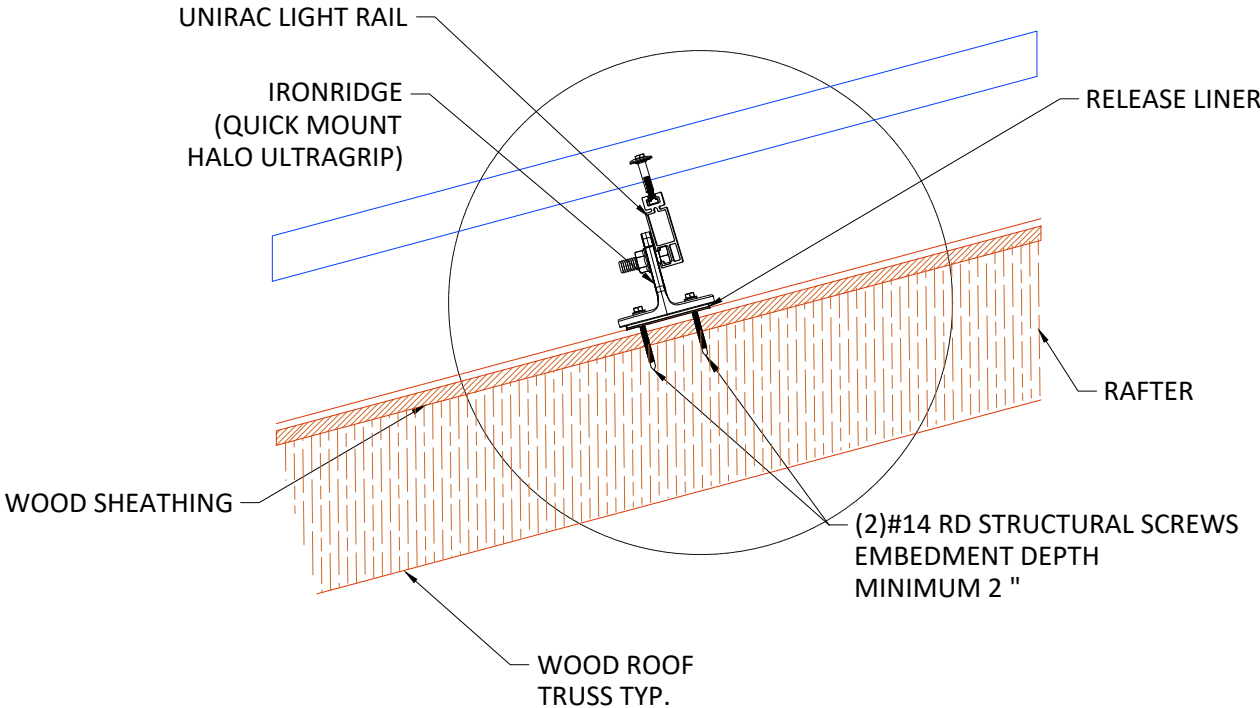 UNIRAC LIGHT RAIL
IRONRIDGE
(QUICK MOUNT
HALO ULTRAGRIP)
RELEASE LINER
RAFTER
WOOD SHEATHING
(2)#14 RD STRUCTURAL SCREWS
EMBEDMENT DEPTH
MINIMUM 2 "
WOOD ROOF
TRUSS TYP.